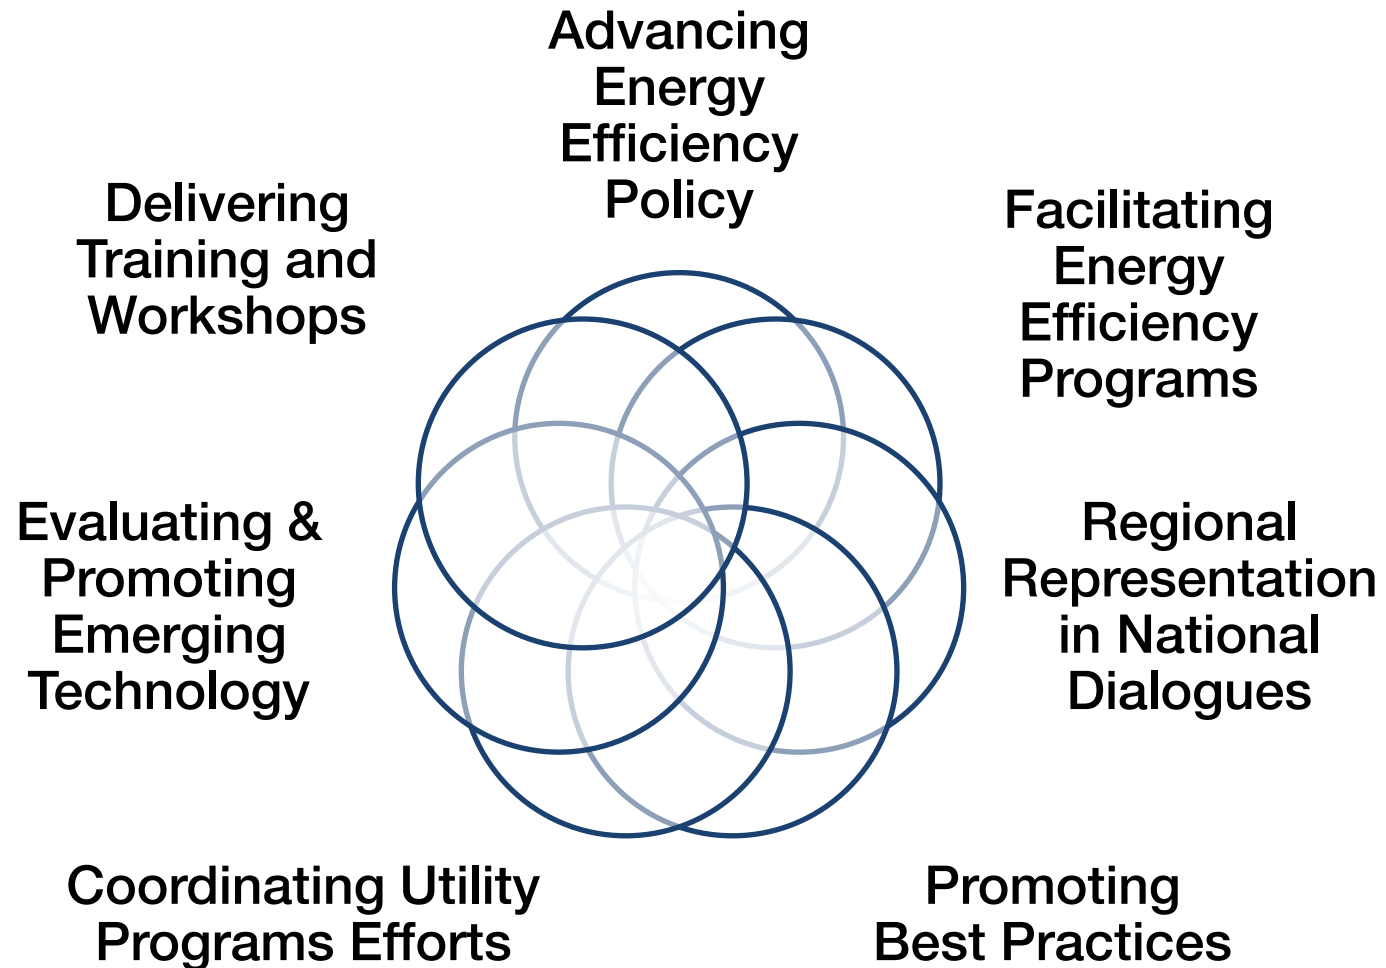 Advancing
Energy
Efficiency
Policy
Delivering
Training and
Workshops
Facilitating
Energy
Efficiency
Programs
Evaluating &
Promoting
Emerging
Technology
Regional
Representation
in National
Dialogues
Coordinating Utility
Programs Efforts
Promoting
Best Practices